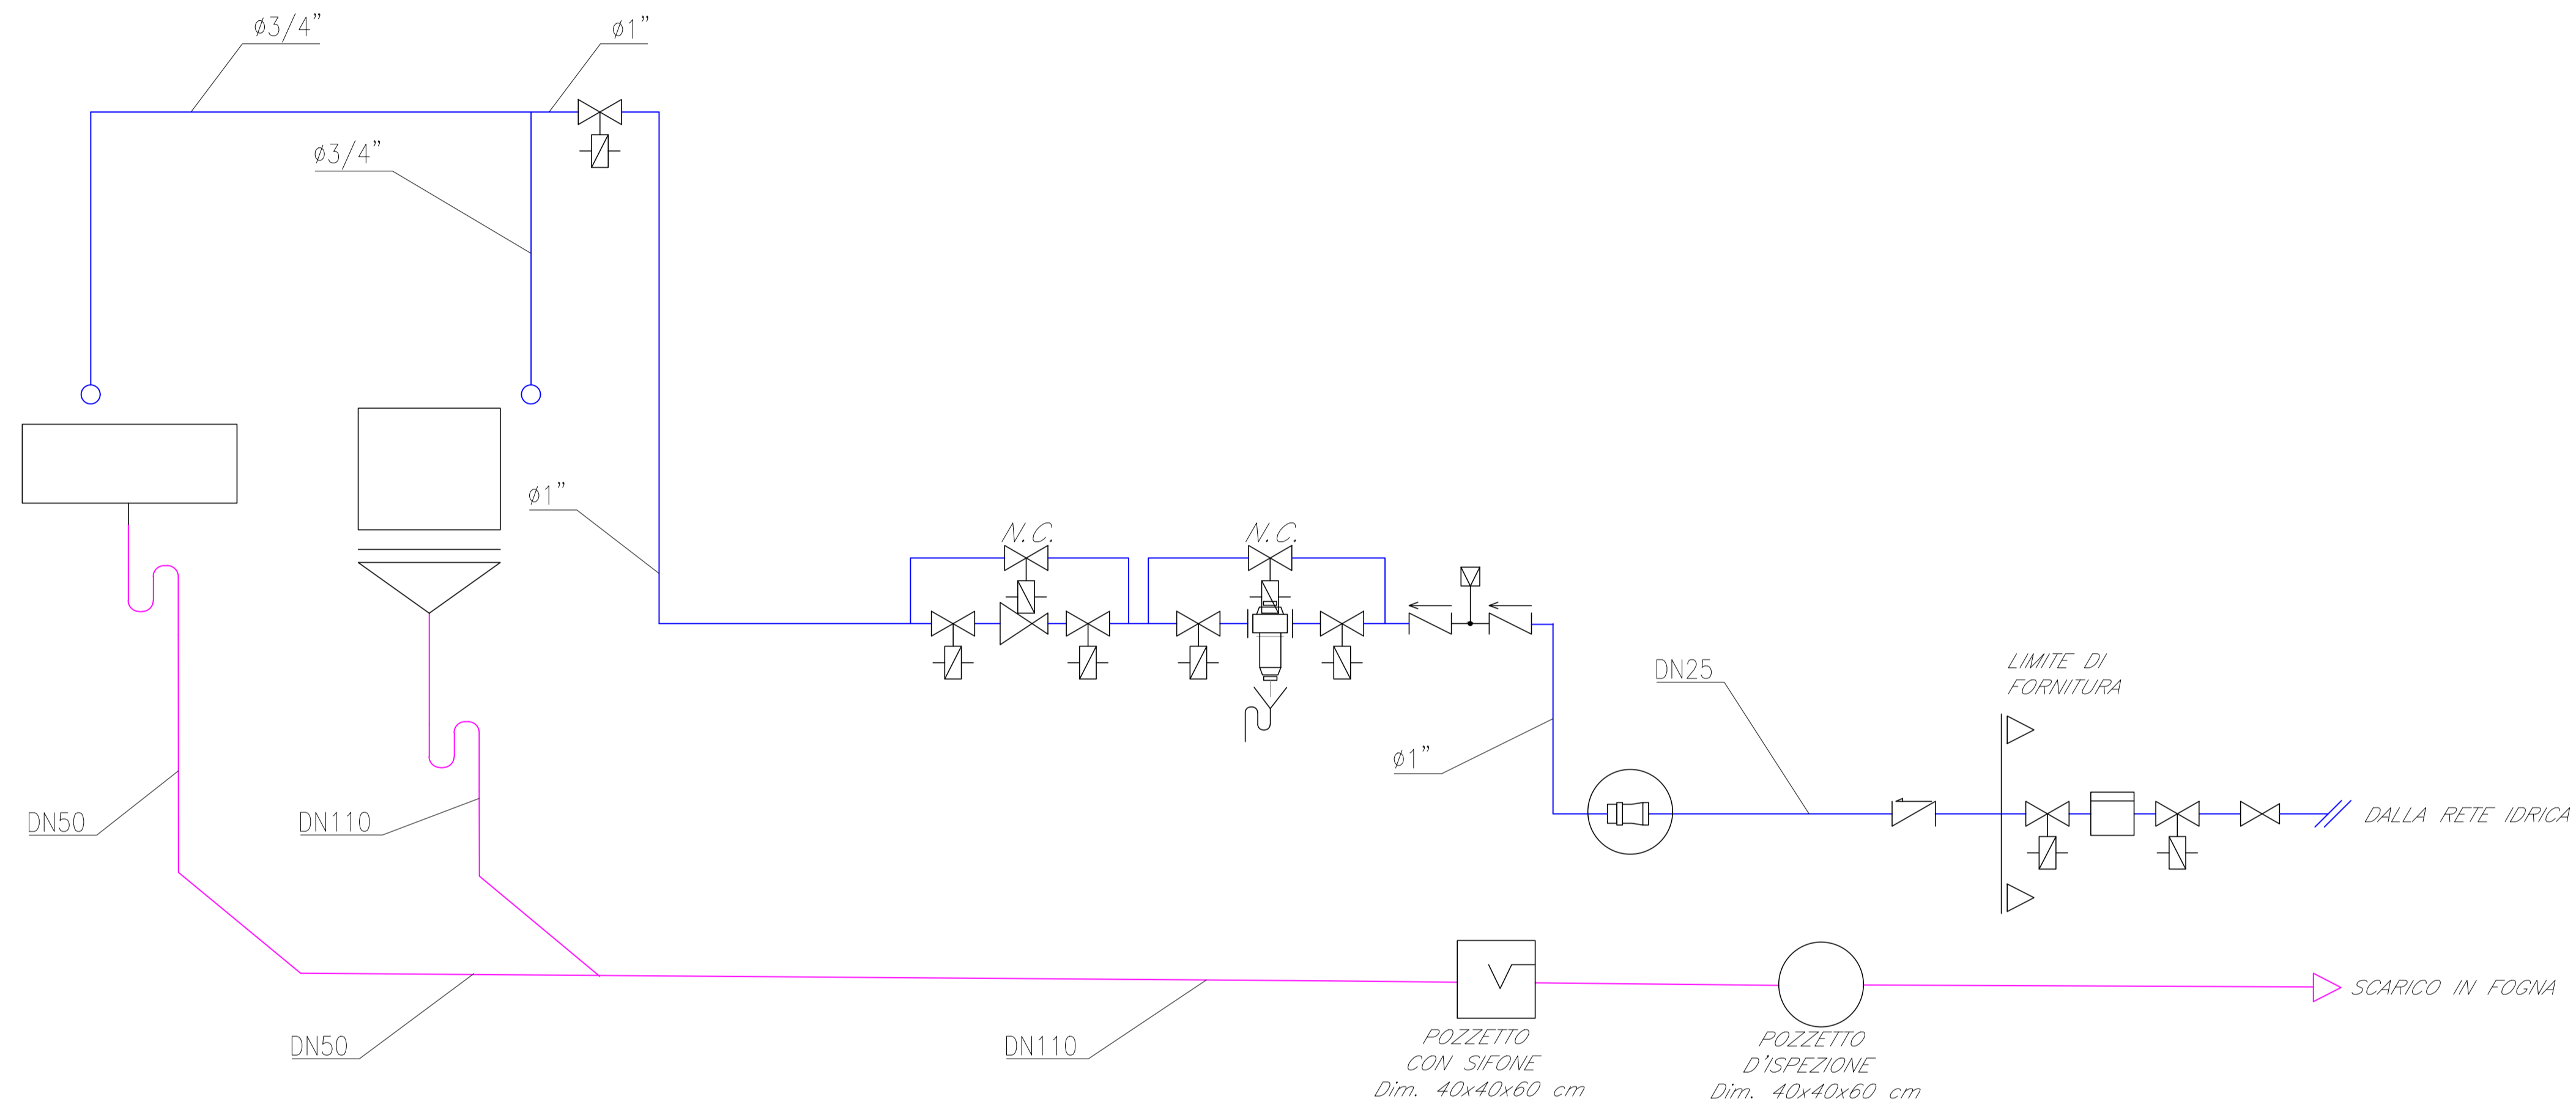 ø3/4"
ø1"
ø3/4"
ø1"
N.C.
N.C.
LIMITE DI
FORNITURA
DN25
ø1"
DALLA RETE IDRICA
DN50
DN110
SCARICO IN FOGNA
DN50
DN110
POZZETTO
CON SIFONE
Dim. 40x40x60 cm
POZZETTO
D'ISPEZIONE
Dim. 40x40x60 cm